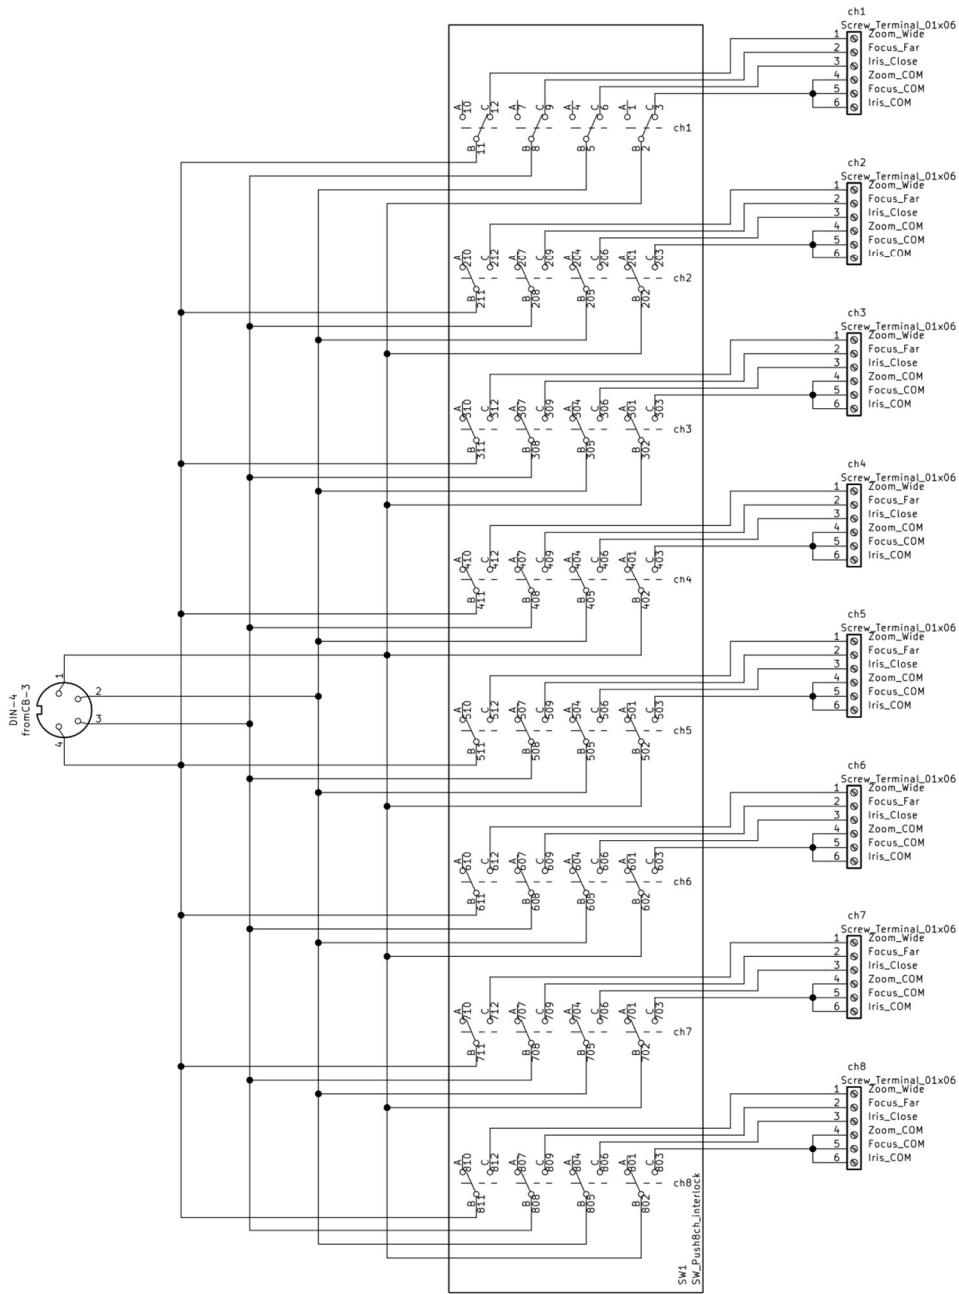 ch1
Screw_Terminal_01x06
1 Zoom_Wide
2 Focus_Far
3 Iris_Close
4 Zoom_COM
5 Focus_COM
6 Iris_COM
A 10 C 12 A 7 C 9 A 4 C 6 A 1 C 3
ch1
B 11 B 8 B 5 B 2
ch2
Screw_Terminal_01x06
1 Zoom_Wide
2 Focus_Far
3 Iris_Close
4 Zoom_COM
5 Focus_COM
6 Iris_COM
A 210 C 212 A 207 C 209 A 204 C 206 A 201 C 203
ch2
B 211 B 208 B 205 B 202
ch3
Screw_Terminal_01x06
1 Zoom_Wide
2 Focus_Far
3 Iris_Close
4 Zoom_COM
5 Focus_COM
6 Iris_COM
A 310 C 312 A 307 C 309 A 304 C 306 A 301 C 303
ch3
B 311 B 308 B 305 B 302
ch4
Screw_Terminal_01x06
1 Zoom_Wide
2 Focus_Far
3 Iris_Close
4 Zoom_COM
5 Focus_COM
6 Iris_COM
A 410 C 412 A 407 C 409 A 404 C 406 A 401 C 403
ch4
B 411 B 408 B 405 B 402
DIN-4
fromCB-3
1
2
3
4
ch5
Screw_Terminal_01x06
1 Zoom_Wide
2 Focus_Far
3 Iris_Close
4 Zoom_COM
5 Focus_COM
6 Iris_COM
A 510 C 512 A 507 C 509 A 504 C 506 A 501 C 503
ch5
B 511 B 508 B 505 B 502
ch6
Screw_Terminal_01x06
1 Zoom_Wide
2 Focus_Far
3 Iris_Close
4 Zoom_COM
5 Focus_COM
6 Iris_COM
A 610 C 612 A 607 C 609 A 604 C 606 A 601 C 603
ch6
B 611 B 608 B 605 B 602
ch7
Screw_Terminal_01x06
1 Zoom_Wide
2 Focus_Far
3 Iris_Close
4 Zoom_COM
5 Focus_COM
6 Iris_COM
A 710 C 712 A 707 C 709 A 704 C 706 A 701 C 703
ch7
B 711 B 708 B 705 B 702
ch8
Screw_Terminal_01x06
1 Zoom_Wide
2 Focus_Far
3 Iris_Close
4 Zoom_COM
5 Focus_COM
6 Iris_COM
A 810 C 812 A 807 C 809 A 804 C 806 A 801 C 803
ch8
B 811 B 808 B 805 B 802
SW1
SW_Push8ch_interlock